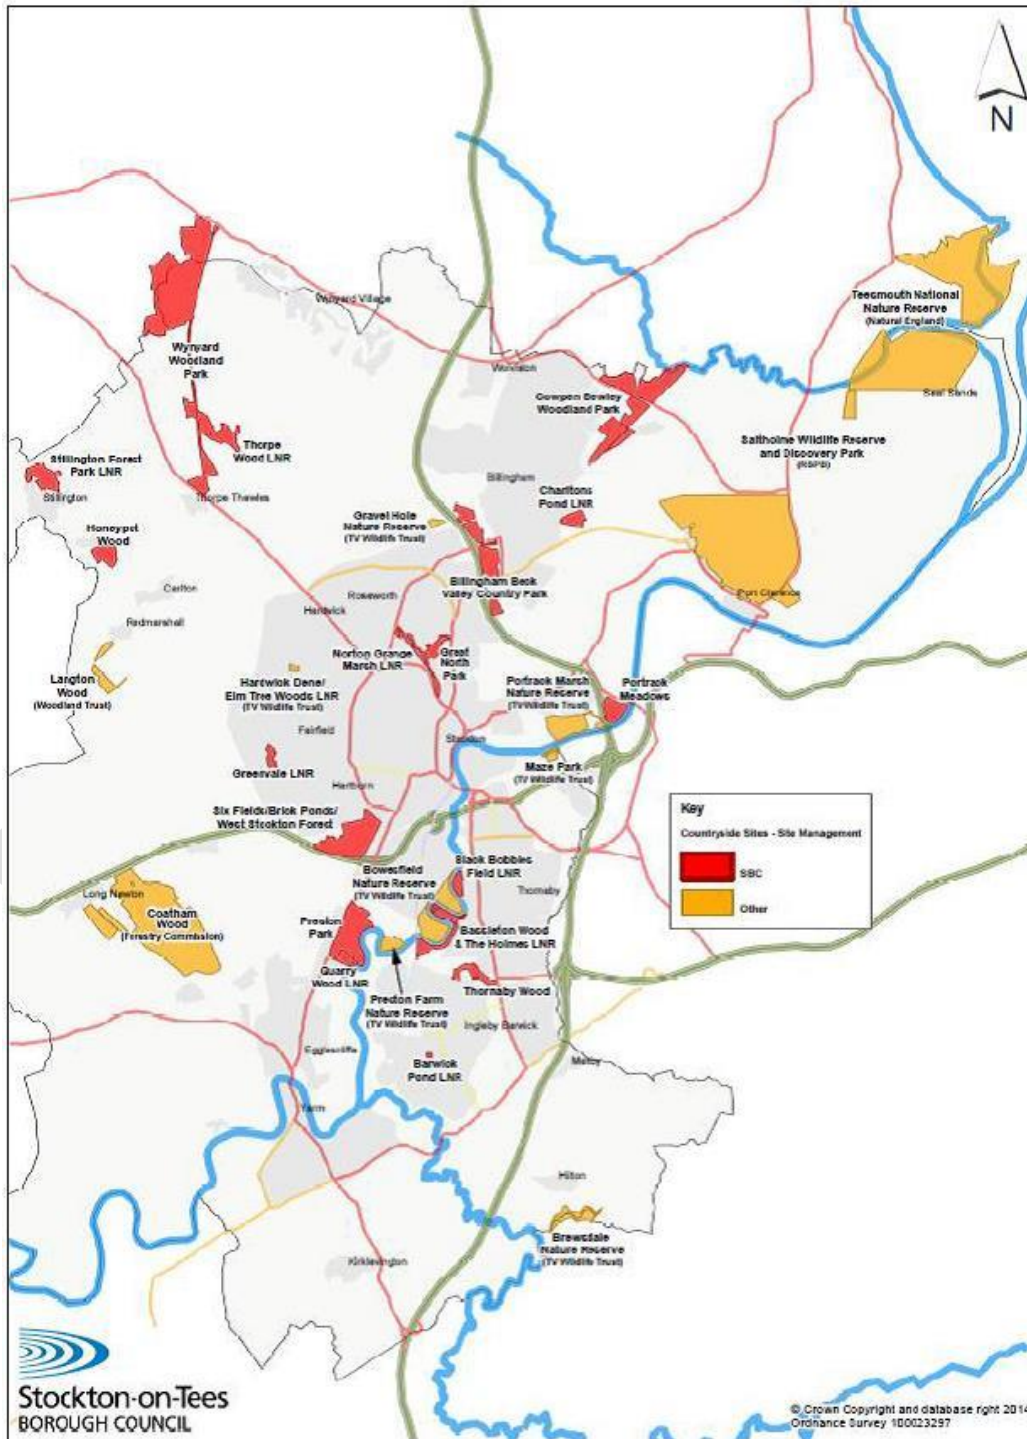 N
Wynyard Village
Teesmouth National
Nature Reserve
(Natural England)
Wynyard
Woodland
Park
Wolviston
Cowpen Bewley
Woodland Park
Seal Sands
Thorpe
Wood LNR
Saltholme Wildlife Reserve
and Discovery Park
(RSPB)
Stillington Forest
Park LNR
Stillington
Thorpe Thewles
Billingham
Charltons
Pond LNR
Gravel Hole
Nature Reserve
(TV Wildlife Trust)
Honeypot
Wood
Billingham Beck
Valley Country Park
Port Clarence
Carlton
Roseworth
Hardwick
Redmarshall
Norton Grange
Marsh LNR
Great
North
Park
Langton
Wood
(Woodland Trust)
Hardwick Dene/
Elm Tree Woods LNR
(TV Wildlife Trust)
Portrack Marsh
Nature Reserve
(TV Wildlife Trust)
Portrack
Meadows
Fairfield
Stockton
Greenvale LNR
Maze Park
(TV Wildlife Trust)
Hartburn
Six Fields/Brick Ponds/
West Stockton Forest
Key
Countryside Sites - Site Management
SBC
Other
Bowesfield
Nature Reserve
(TV Wildlife Trust)
Black Bobbies
Field LNR
Thornaby
Long Newton
Coatham
Wood
(Forestry Commission)
Preston
Park
Bassleton Wood
& The Holmes LNR
Quarry
Wood LNR
Thornaby Wood
Preston Farm
Nature Reserve
(TV Wildlife Trust)
Ingleby Barwick
Egglescliffe
Barwick
Pond LNR
Maltby
Yarm
Hilton
Brewsdale
Nature Reserve
(TV Wildlife Trust)
Kirklevington
Stockton-on-Tees
BOROUGH COUNCIL
© Crown Copyright and database right 2014
Ordnance Survey 100023297